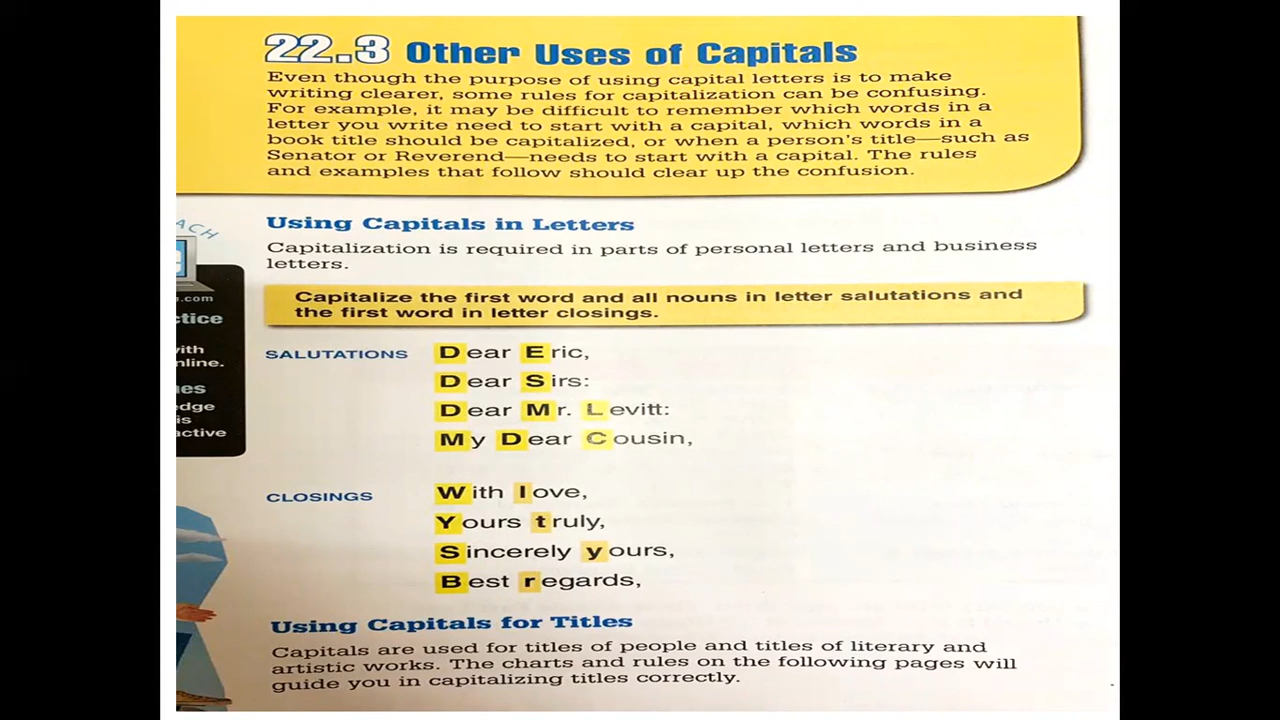 22.3 Other Uses of Capitals
Even though the purpose of using capital letters is to make
writing clearer, some rules for capitalization can be confusing.
For example, it may be difficult to remember which words in a
letter you write need to start with a capital, which words in a
book title should be capitalized, or when a person's title—such as
Senator or Reverend—needs to start with a capital. The rules
and examples that follow should clear up the confusion.
ACH
.com
tice
ith
nline.
es
edge
is
active
Using Capitals in Letters
Capitalization is required in parts of personal letters and business
letters.
Capitalize the first word and all nouns in letter salutations and
the first word in letter closings.
SALUTATIONS Dear Eric,
Dear Sirs:
Dear Mr. Levitt:
My Dear Cousin,
CLOSINGS With love,
Yours truly,
Sincerely yours,
Best regards,
Using Capitals for Titles
Capitals are used for titles of people and titles of literary and
artistic works. The charts and rules on the following pages will
guide you in capitalizing titles correctly.